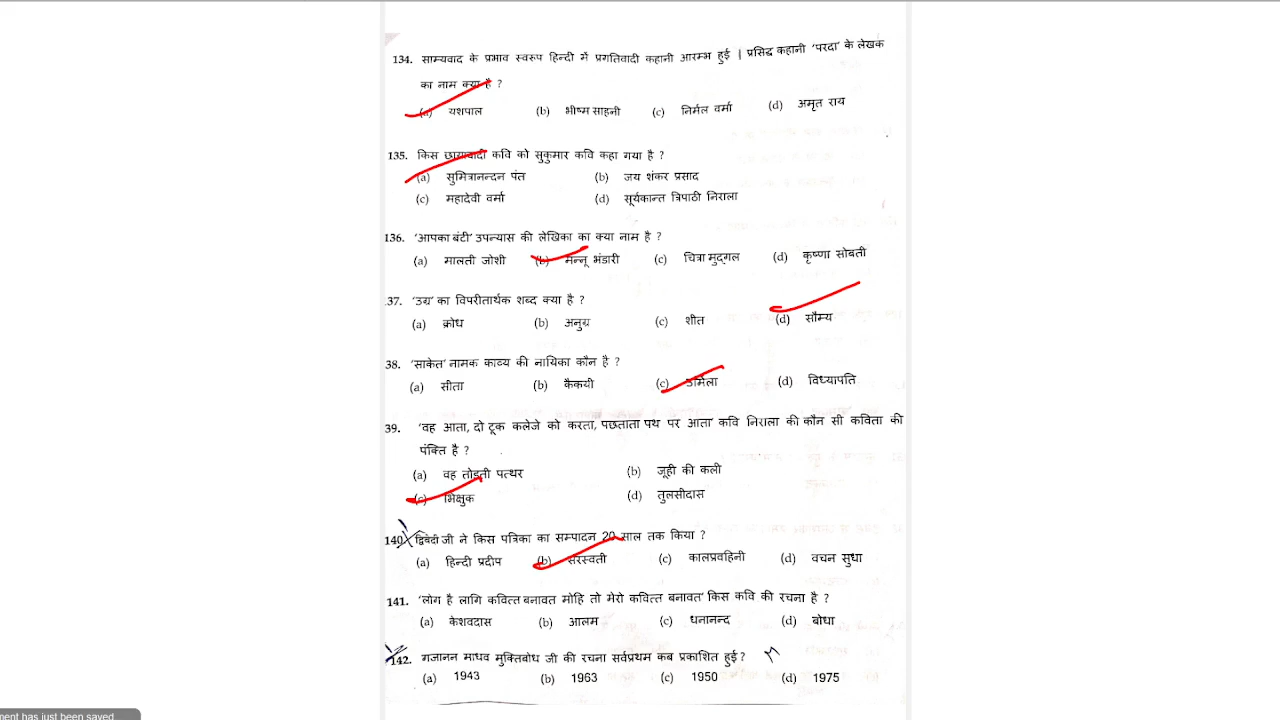 134. साम्यवाद के प्रभाव स्वरुप हिन्दी में प्रगतिवादी कहानी आरम्भ हुई | प्रसिद्ध कहानी 'परदा' के लेखक
का नाम क्या है ?
(a) यशपाल (b) भीष्म साहनी (c) निर्मल वर्मा (d) अमृत राय
135. किस छायावादी कवि को सुकुमार कवि कहा गया है ?
(a) सुमित्रानन्दन पंत (b) जय शंकर प्रसाद
(c) महादेवी वर्मा (d) सूर्यकान्त त्रिपाठी निराला
136. 'आपका बंटी' उपन्यास की लेखिका का क्या नाम है ?
(a) मालती जोशी (b) मन्नू भंडारी (c) चित्रा मुद्गल (d) कृष्णा सोबती
37. 'उग्र' का विपरीतार्थक शब्द क्या है ?
(a) क्रोध (b) अनुग्र (c) शीत (d) सौम्य
38. 'साकेत' नामक काव्य की नायिका कौन है ?
(a) सीता (b) कैकयी (c) उर्मिला (d) विध्यापति
39. 'वह आता, दो टूक कलेजे को करता, पछताता पथ पर आता' कवि निराला की कौन सी कविता की
पंक्ति है ?
(a) वह तोड़ती पत्थर (b) जूही की कली
(c) भिक्षुक (d) तुलसीदास
140. द्विवेदी जी ने किस पत्रिका का सम्पादन 20 साल तक किया ?
(a) हिन्दी प्रदीप (b) सरस्वती (c) कालप्रवहिनी (d) वचन सुधा
141. 'लोग है लागि कवित्त बनावत मोहि तो मेरो कवित्त बनावत' किस कवि की रचना है ?
(a) केशवदास (b) आलम (c) धनानन्द (d) बोधा
142. गजानन माधव मुक्तिबोध जी की रचना सर्वप्रथम कब प्रकाशित हुई ?
(a) 1943 (b) 1963 (c) 1950 (d) 1975
ment has just been saved